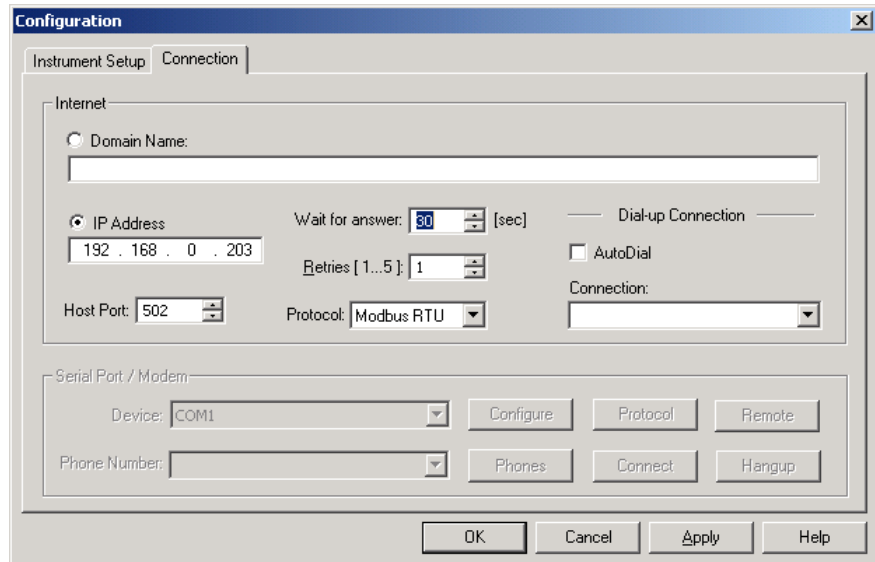 Configuration
Instrument Setup
Connection
Internet
Domain Name:
IP Address
192 . 168 . 0 . 203
Host Port: 502
Wait for answer: 30 [sec]
Retries [ 1...5 ]: 1
Protocol: Modbus RTU
Dial-up Connection
AutoDial
Connection:
Serial Port / Modem
Device: COM1
Configure
Protocol
Remote
Phone Number:
Phones
Connect
Hangup
OK
Cancel
Apply
Help